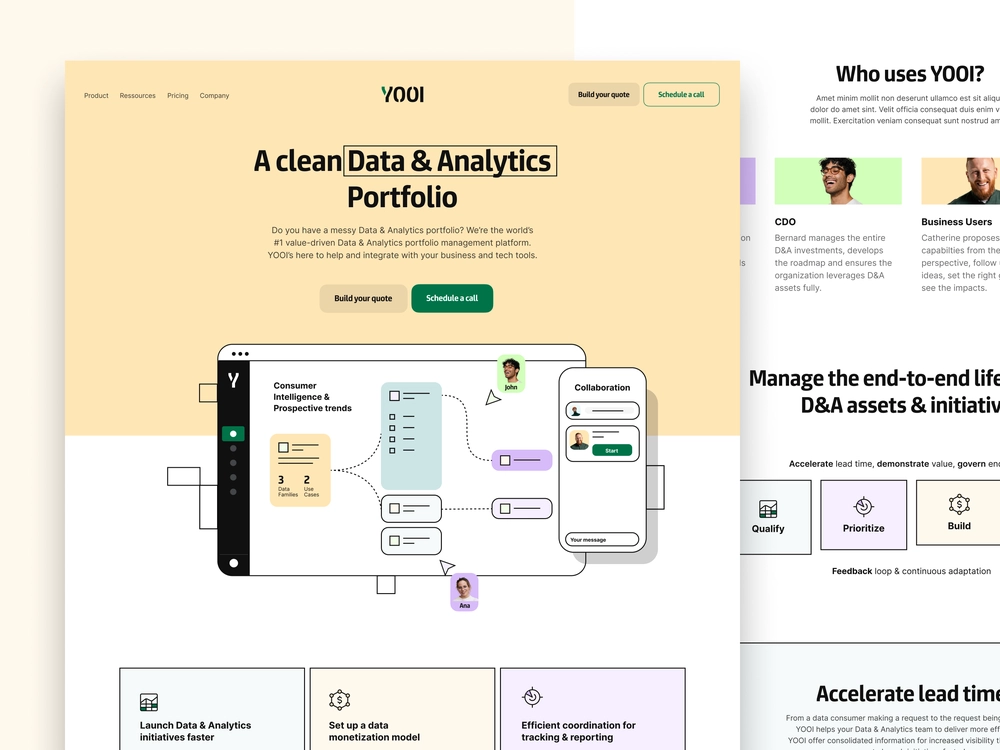 Product Ressources Pricing Company
YOOI
Build your quote Schedule a call
A clean Data & Analytics
Portfolio
Do you have a messy Data & Analytics portfolio? We're the world's
#1 value-driven Data & Analytics portfolio management platform.
YOOI's here to help and integrate with your business and tech tools.
Build your quote Schedule a call
Y
Consumer
Intelligence &
Prospective trends
3 2
Data Use
Families Cases
John
Collaboration
Start
Your message
Ana
Launch Data & Analytics
initiatives faster
Set up a data
monetization model
Efficient coordination for
tracking & reporting
Who uses YOOI?
Amet minim mollit non deserunt ullamco est sit
dolor do amet sint. Velit officia consequat duis enim
mollit. Exercitation veniam consequat sunt nostrud
on
is
CDO
Bernard manages the entire
D&A investments, develops
the roadmap and ensures the
organization leverages D&A
assets fully.
Business Users
Catherine proposes
capabilties from the
perspective, follow
ideas, set the right
see the impacts.
Manage the end-to-end
D&A assets &
Accelerate lead time, demonstrate value, govern
Qualify
Prioritize
Build
Feedback loop & continuous adaptation
Accelerate lead time
From a data consumer making a request to the request being
YOOI helps your Data & Analytics team to deliver more
YOOI offer consolidated information for increased visibility